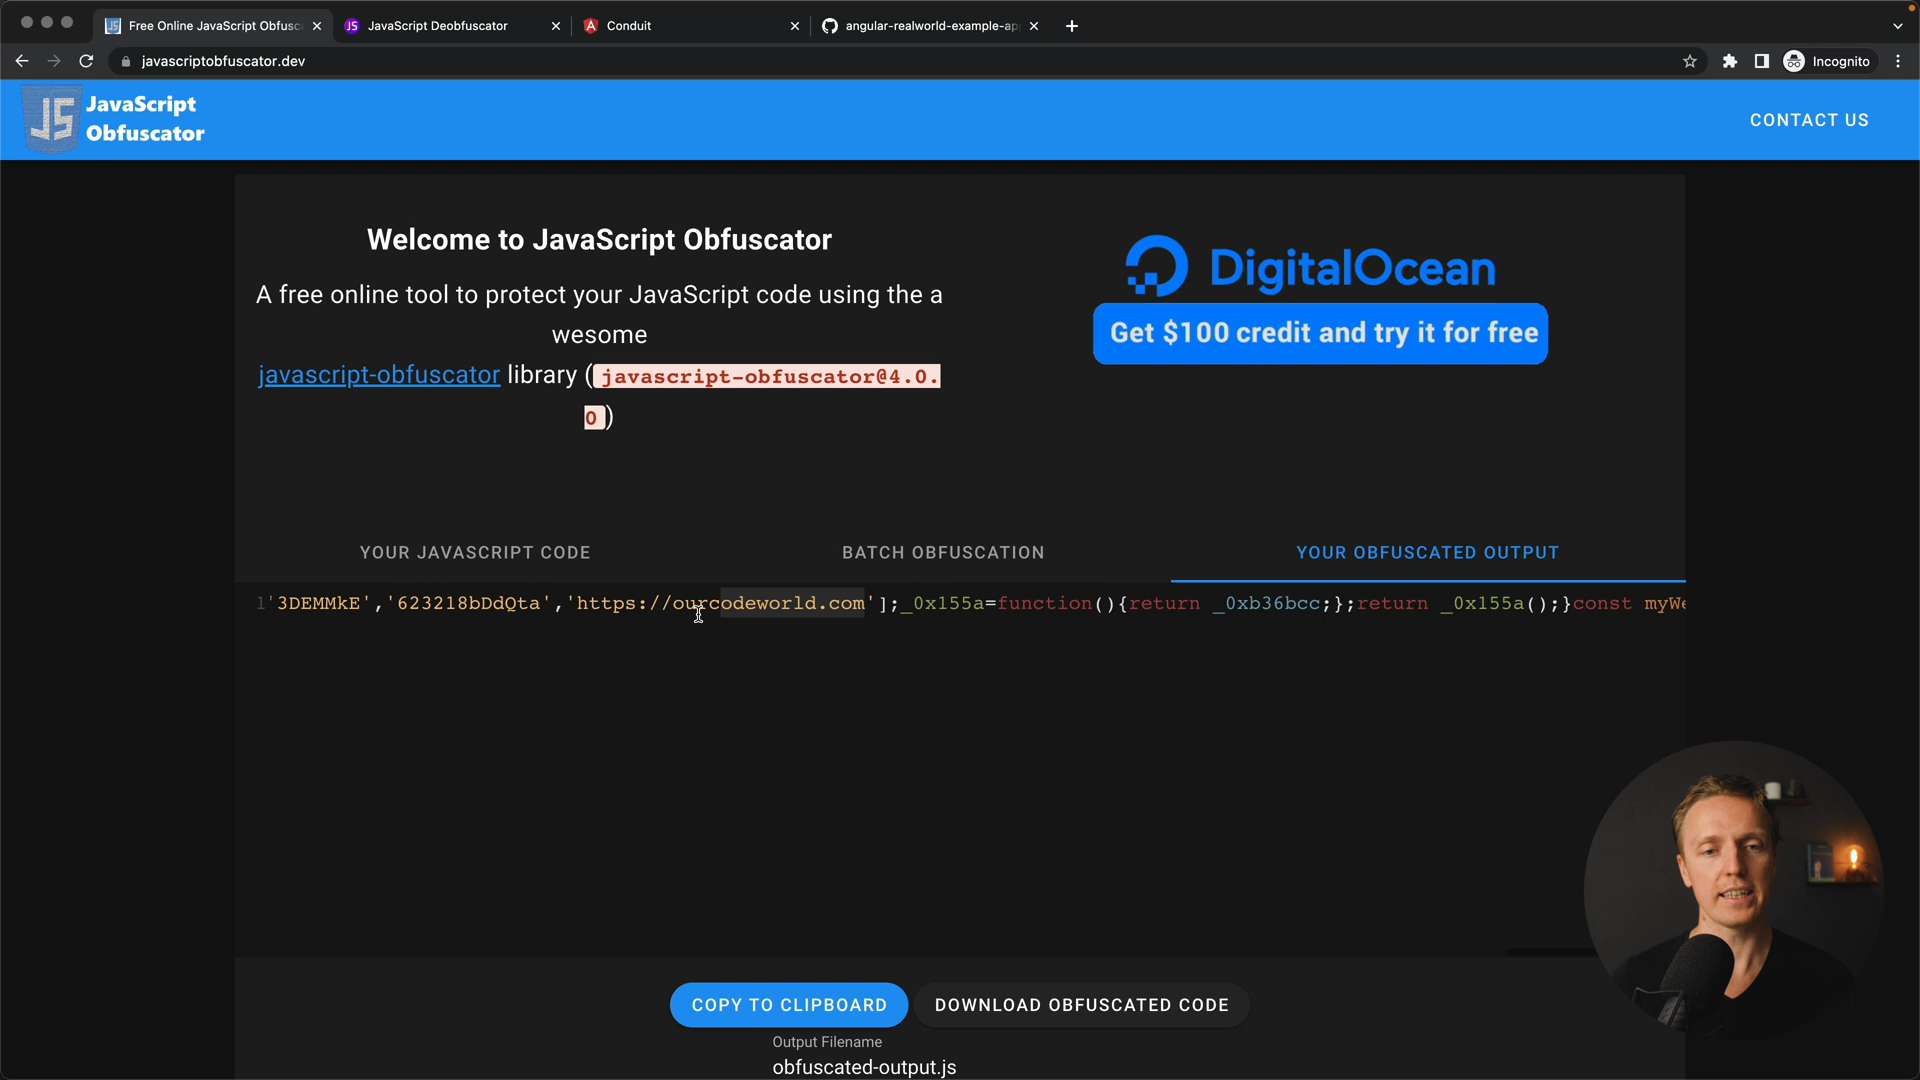 Free Online JavaScript Obfusc
JavaScript Deobfuscator
Conduit
angular-realworld-example-ap
javascriptobfuscator.dev
Incognito
JS
JavaScript
Obfuscator
CONTACT US
Welcome to JavaScript Obfuscator
A free online tool to protect your JavaScript code using the a
wesome
javascript-obfuscator library (javascript-obfuscator@4.0.
0)
DigitalOcean
Get $100 credit and try it for free
YOUR JAVASCRIPT CODE
BATCH OBFUSCATION
YOUR OBFUSCATED OUTPUT
1'3DEMMkE','623218bDdQta','https://ourcodeworld.com'];_0x155a=function(){return _0xb36bcc;};return _0x155a();}const myWe
COPY TO CLIPBOARD
DOWNLOAD OBFUSCATED CODE
Output Filename
obfuscated-output.js